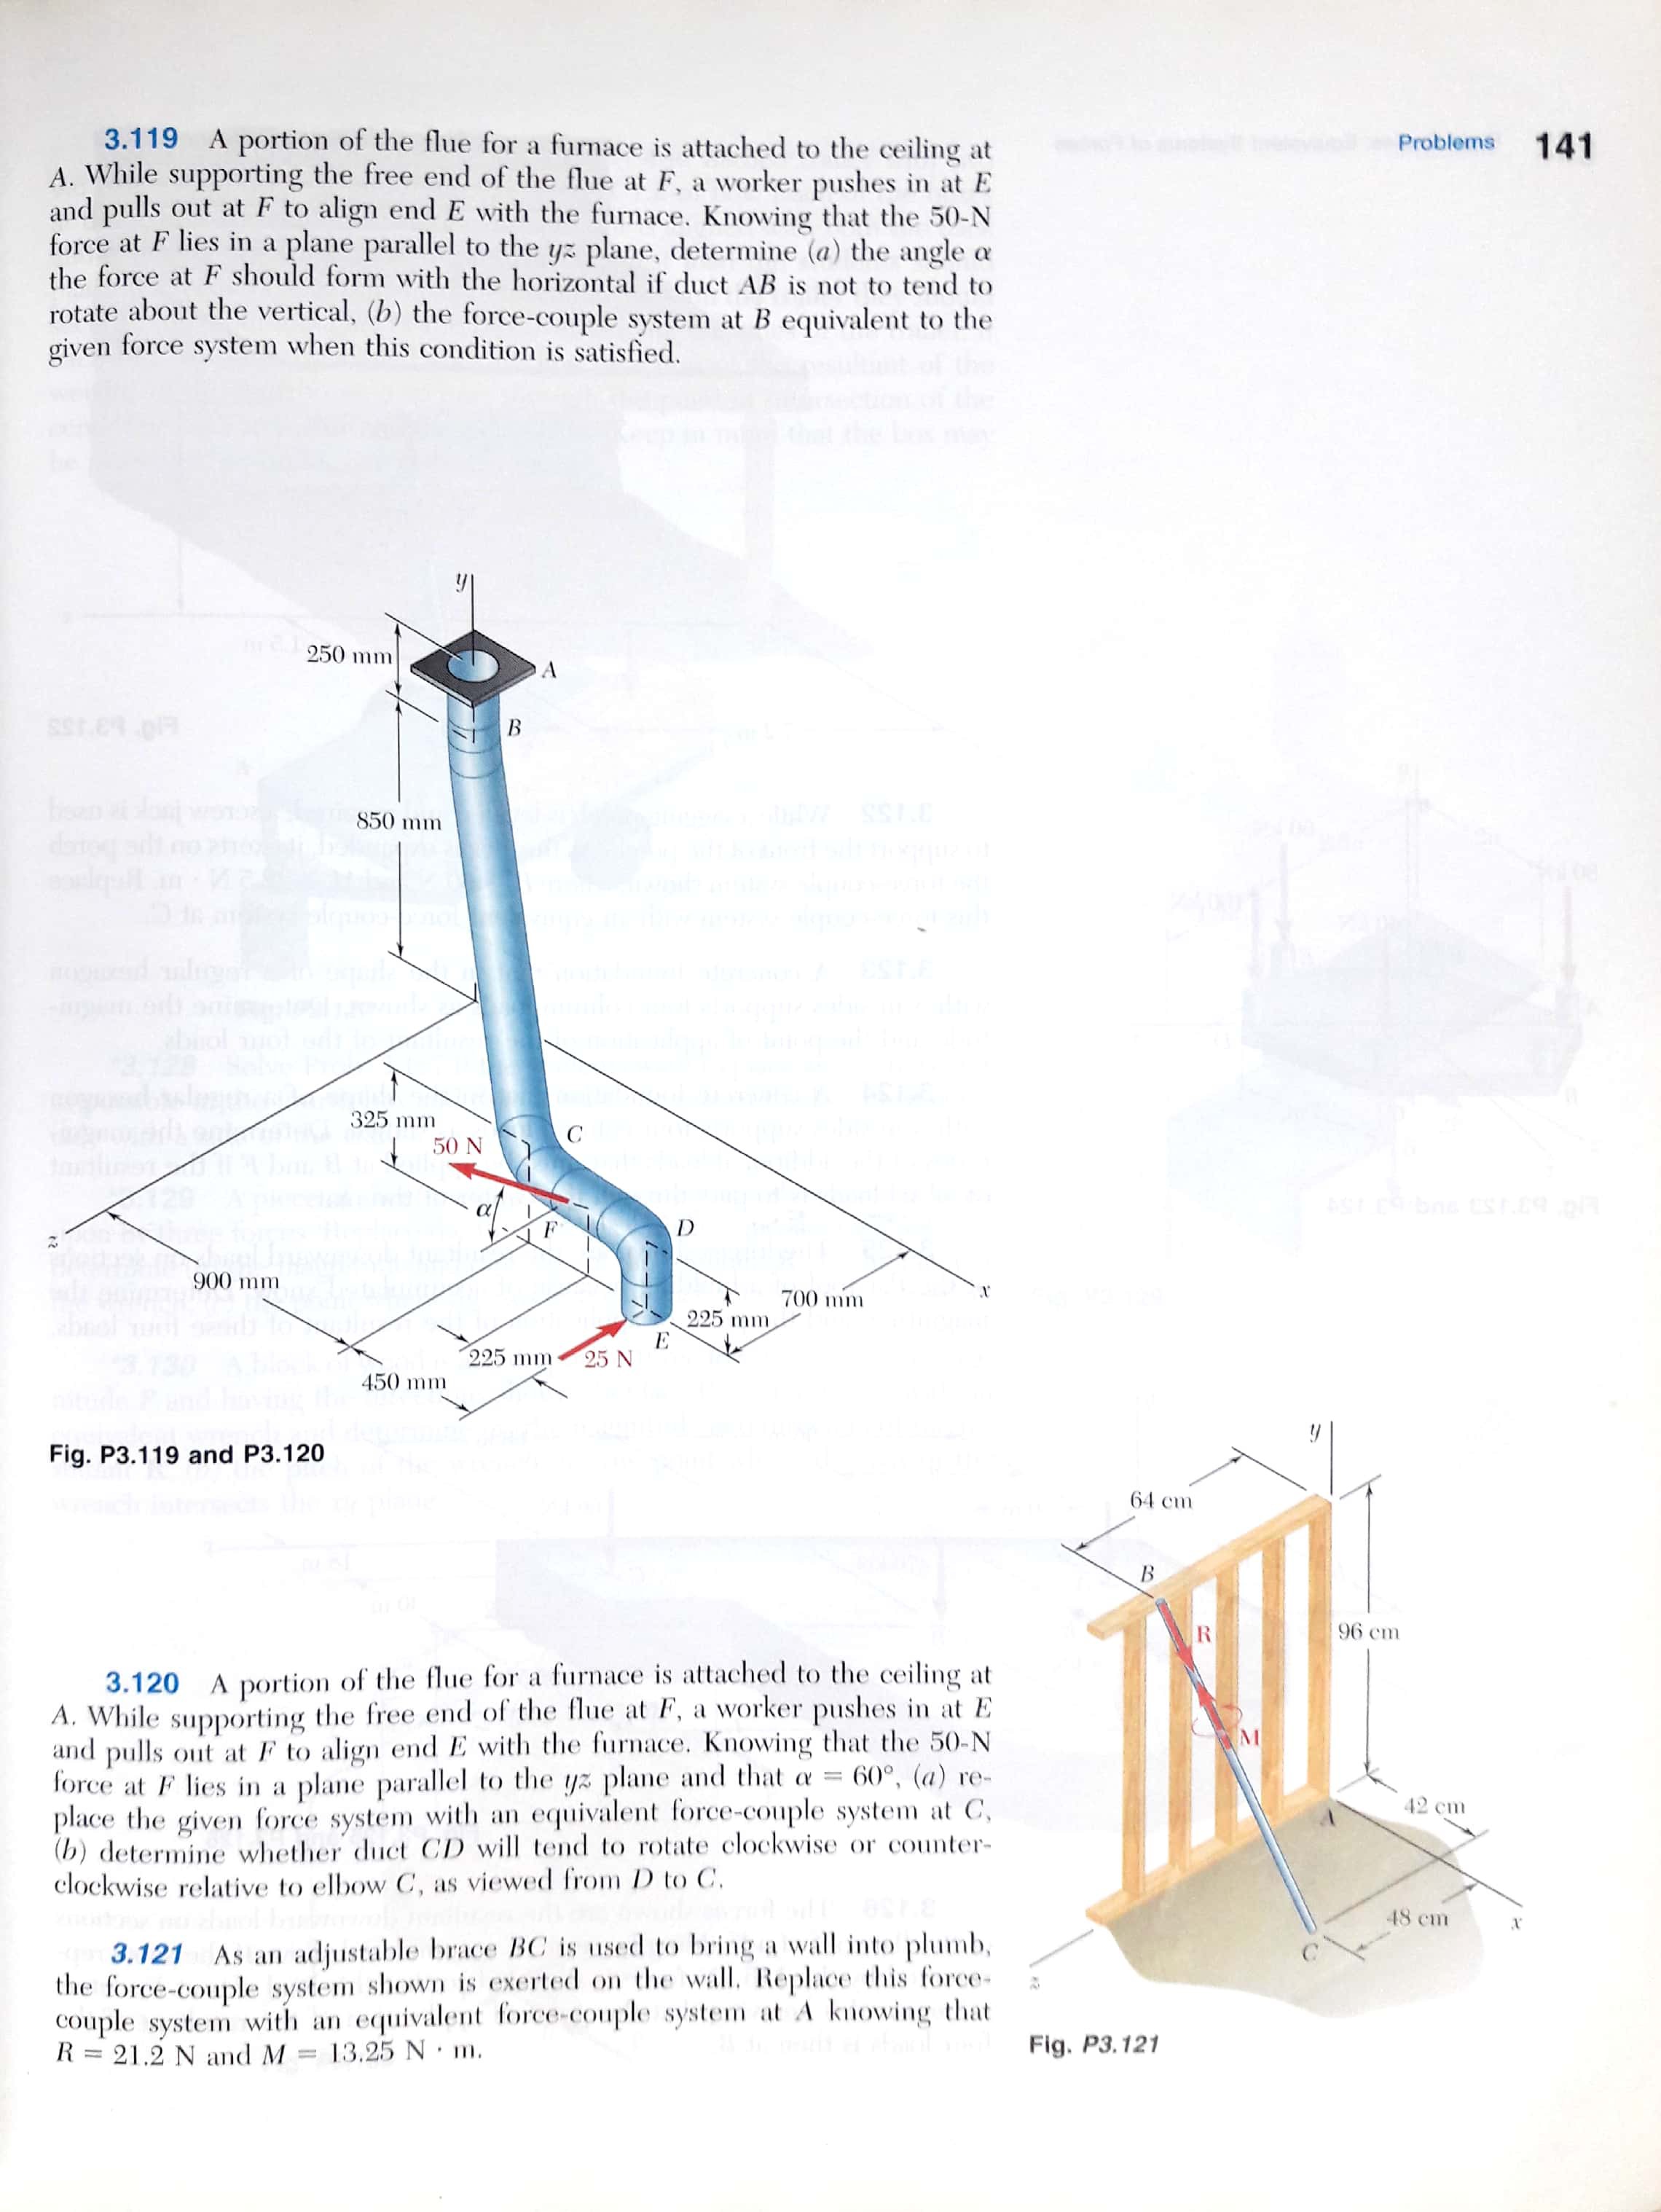 Problems 141
3.119 A portion of the flue for a furnace is attached to the ceiling at
A. While supporting the free end of the flue at F, a worker pushes in at E
and pulls out at F to align end E with the furnace. Knowing that the 50-N
force at F lies in a plane parallel to the yz plane, determine (a) the angle α
the force at F should form with the horizontal if duct AB is not to tend to
rotate about the vertical, (b) the force-couple system at B equivalent to the
given force system when this condition is satisfied.
y
250 mm
A
B
850 mm
325 mm
C
50 N
α
F
D
z
900 mm
x
700 mm
225 mm
E
225 mm
25 N
450 mm
Fig. P3.119 and P3.120
3.120 A portion of the flue for a furnace is attached to the ceiling at
A. While supporting the free end of the flue at F, a worker pushes in at E
and pulls out at F to align end E with the furnace. Knowing that the 50-N
force at F lies in a plane parallel to the yz plane and that α = 60°, (a) re-
place the given force system with an equivalent force-couple system at C,
(b) determine whether duct CD will tend to rotate clockwise or counter-
clockwise relative to elbow C, as viewed from D to C.
3.121 As an adjustable brace BC is used to bring a wall into plumb,
the force-couple system shown is exerted on the wall. Replace this force-
couple system with an equivalent force-couple system at A knowing that
R = 21.2 N and M = 13.25 N · m.
y
64 cm
B
R
96 cm
M
A
42 cm
48 cm
x
C
z
Fig. P3.121